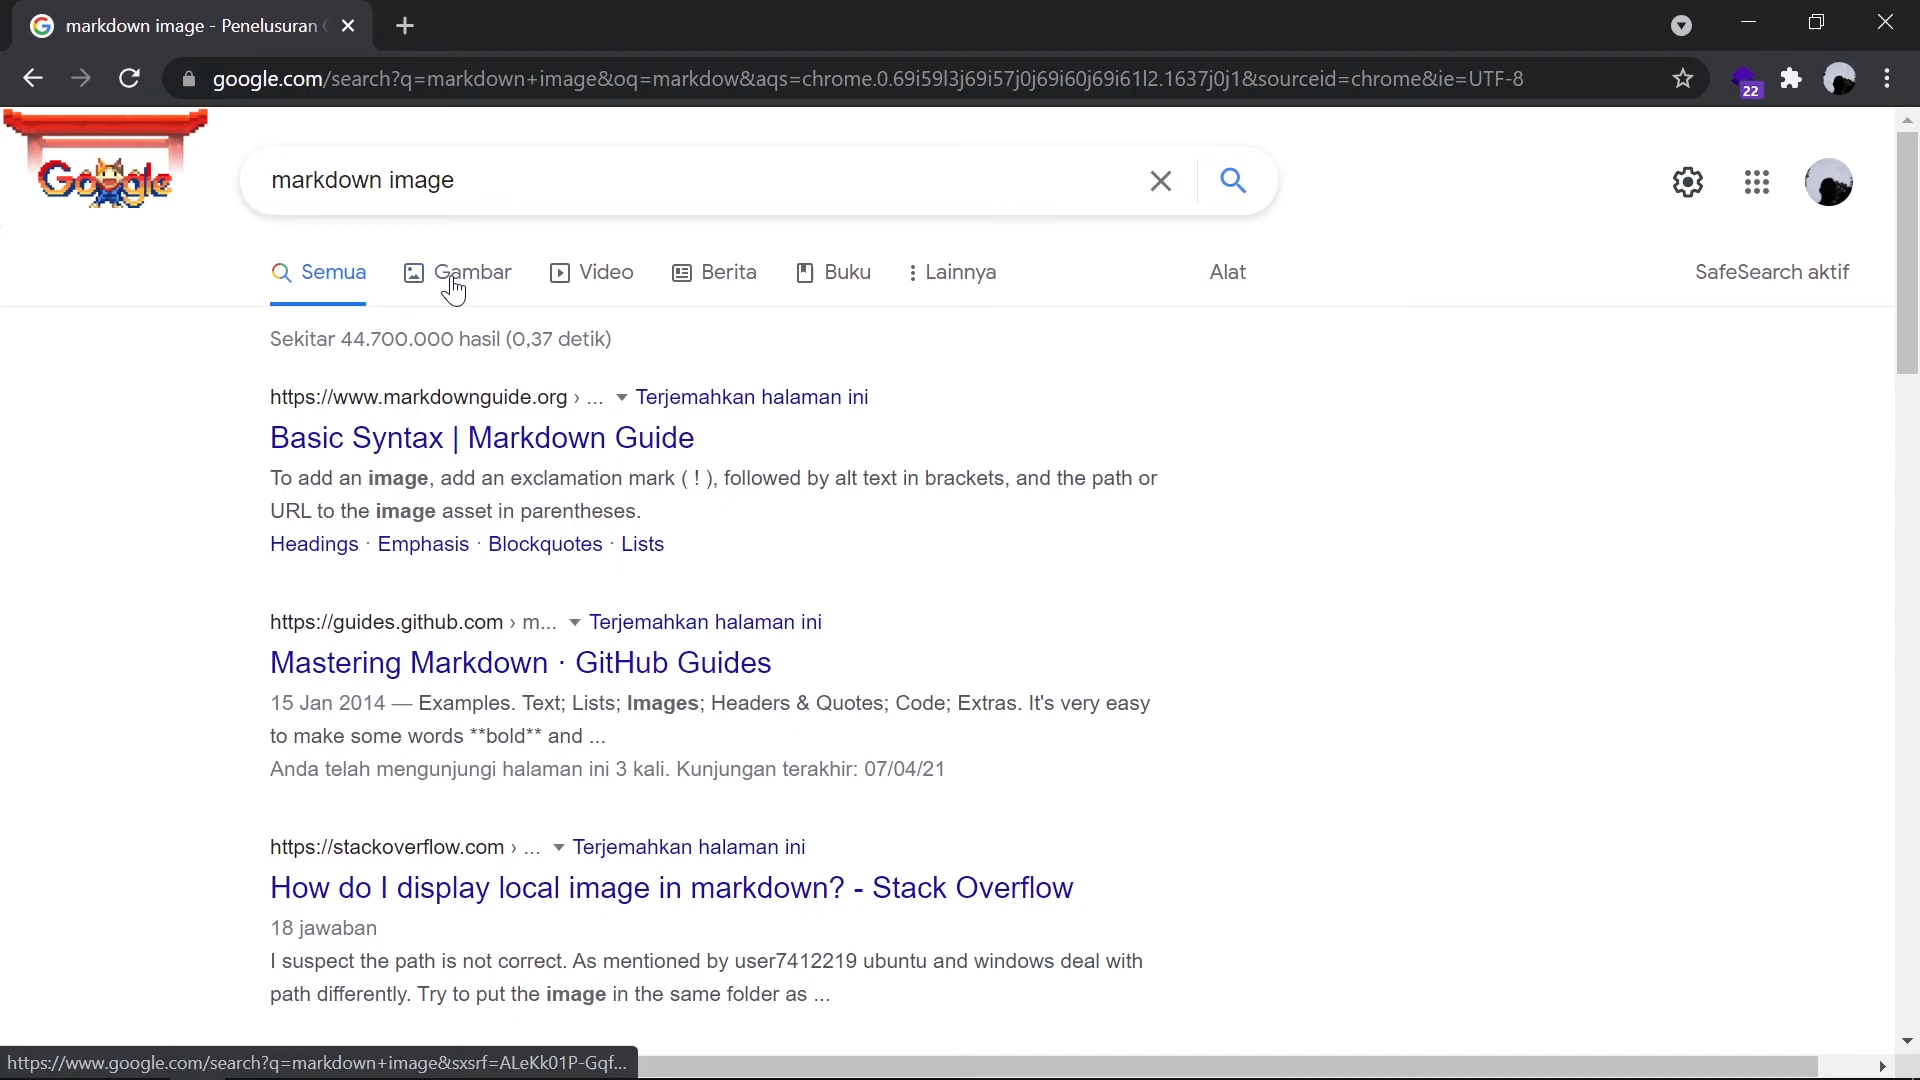 markdown image - Penelusuran
google.com/search?q=markdown+image&oq=markdow&aqs=chrome.0.69i59l3j69i57j0j69i60j69i61l2.1637j0j1&sourceid=chrome&ie=UTF-8
22
Google
markdown image
Semua Gambar Video Berita Buku Lainnya Alat SafeSearch aktif
Sekitar 44.700.000 hasil (0,37 detik)
https://www.markdownguide.org › ... Terjemahkan halaman ini
Basic Syntax | Markdown Guide
To add an image, add an exclamation mark ( ! ), followed by alt text in brackets, and the path or
URL to the image asset in parentheses.
Headings · Emphasis · Blockquotes · Lists
https://guides.github.com › m... Terjemahkan halaman ini
Mastering Markdown · GitHub Guides
15 Jan 2014 — Examples. Text; Lists; Images; Headers & Quotes; Code; Extras. It's very easy
to make some words **bold** and ...
Anda telah mengunjungi halaman ini 3 kali. Kunjungan terakhir: 07/04/21
https://stackoverflow.com › ... Terjemahkan halaman ini
How do I display local image in markdown? - Stack Overflow
18 jawaban
I suspect the path is not correct. As mentioned by user7412219 ubuntu and windows deal with
path differently. Try to put the image in the same folder as ...
https://www.google.com/search?q=markdown+image&sxsrf=ALeKk01P-Gqf...